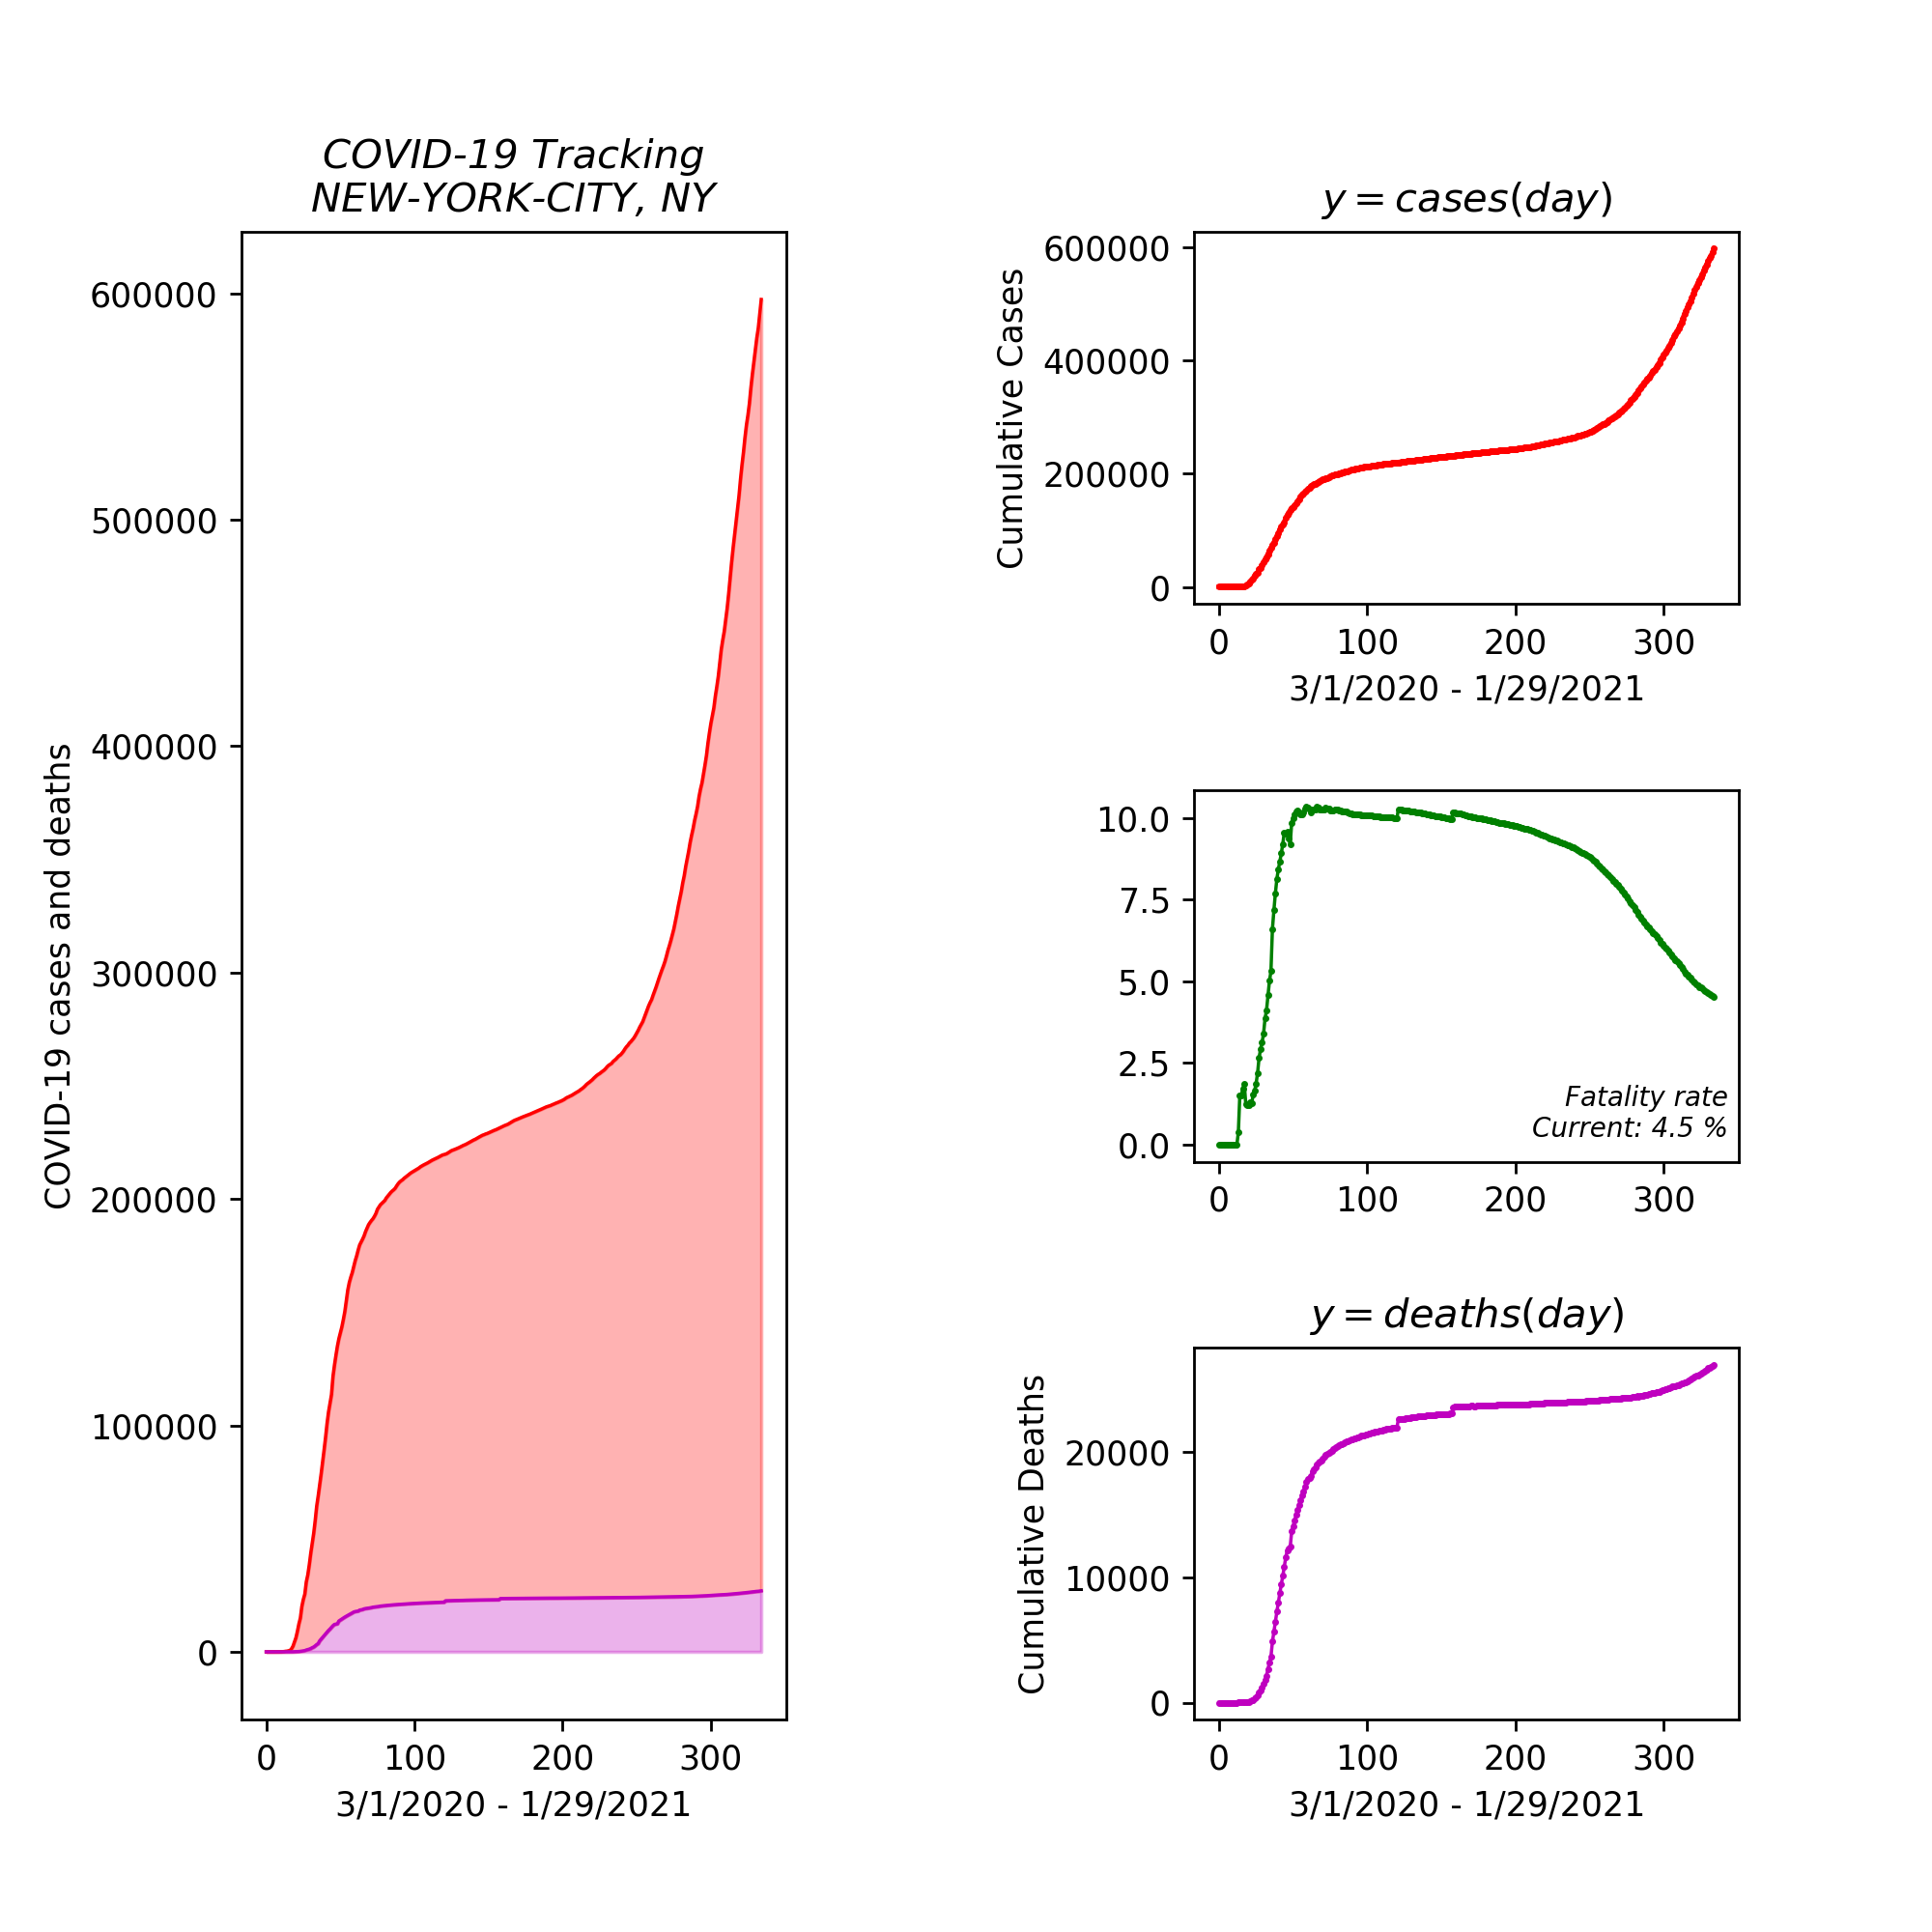 COVID-19 Tracking
NEW-YORK-CITY, NY
COVID-19 cases and deaths
600000
500000
400000
300000
200000
100000
0
0 100 200 300
3/1/2020 - 1/29/2021
y = cases(day)
Cumulative Cases
600000
400000
200000
0
0 100 200 300
3/1/2020 - 1/29/2021
10.0
7.5
5.0
2.5
0.0
Fatality rate
Current: 4.5 %
0 100 200 300
y = deaths(day)
Cumulative Deaths
20000
10000
0
0 100 200 300
3/1/2020 - 1/29/2021